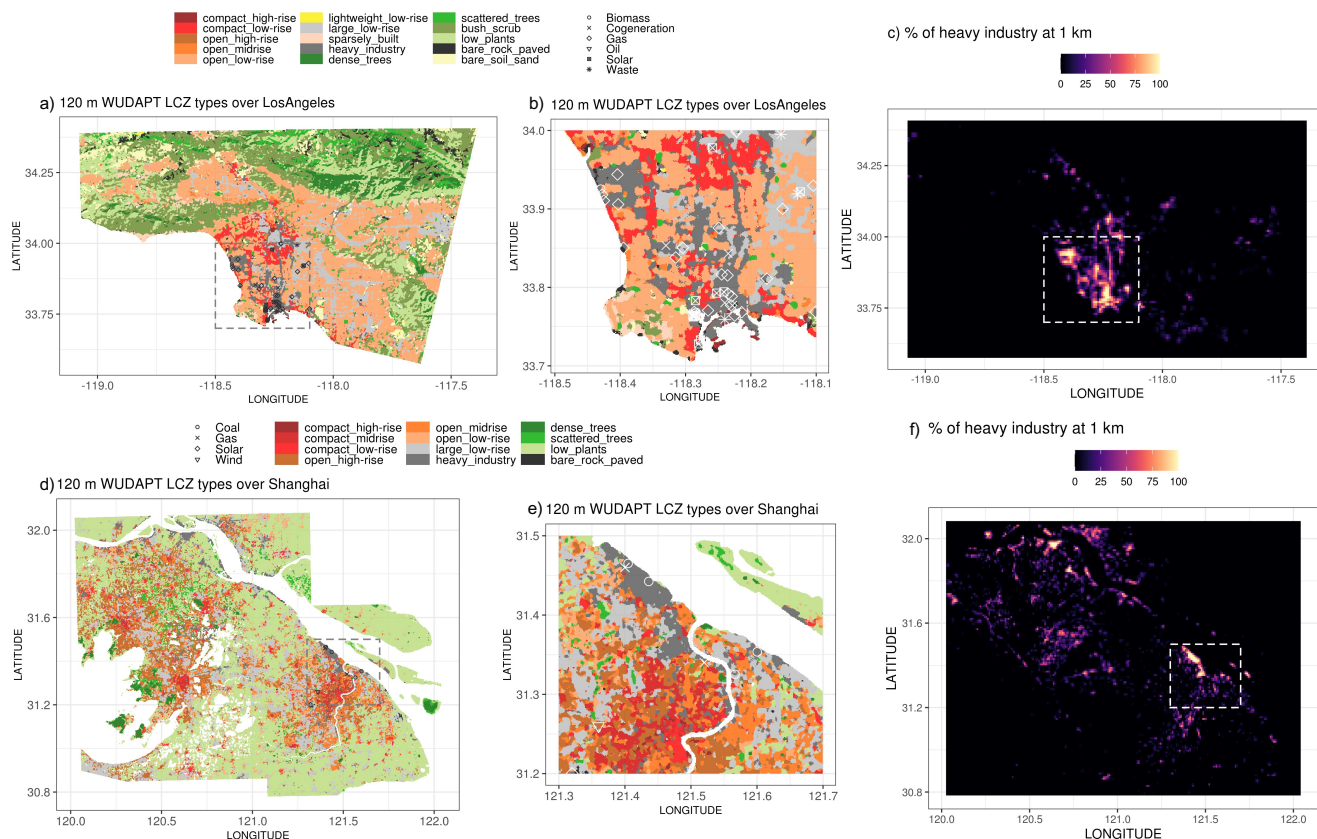 compact_high-rise lightweight_low-rise scattered_trees Biomass
compact_low-rise large_low-rise bush_scrub Cogeneration
open_high-rise sparsely_built low_plants Gas
open_midrise heavy_industry bare_rock_paved Oil
open_low-rise dense_trees bare_soil_sand Solar
Waste
c) % of heavy industry at 1 km
0 25 50 75 100
a) 120 m WUDAPT LCZ types over LosAngeles
LATITUDE
34.25
34.00
33.75
-119.0 -118.5 -118.0 -117.5
LONGITUDE
b) 120 m WUDAPT LCZ types over LosAngeles
LATITUDE
34.0
33.9
33.8
33.7
-118.5 -118.4 -118.3 -118.2 -118.1
LONGITUDE
LATITUDE
34.25
34.00
33.75
-119.0 -118.5 -118.0 -117.5
LONGITUDE
Coal compact_high-rise open_midrise dense_trees
Gas compact_midrise open_low-rise scattered_trees
Solar compact_low-rise large_low-rise low_plants
Wind open_high-rise heavy_industry bare_rock_paved
f) % of heavy industry at 1 km
0 25 50 75 100
d) 120 m WUDAPT LCZ types over Shanghai
LATITUDE
32.0
31.6
31.2
30.8
120.0 120.5 121.0 121.5 122.0
LONGITUDE
e) 120 m WUDAPT LCZ types over Shanghai
LATITUDE
31.5
31.4
31.3
31.2
121.3 121.4 121.5 121.6 121.7
LONGITUDE
LATITUDE
32.0
31.6
31.2
30.8
120.0 120.5 121.0 121.5 122.0
LONGITUDE